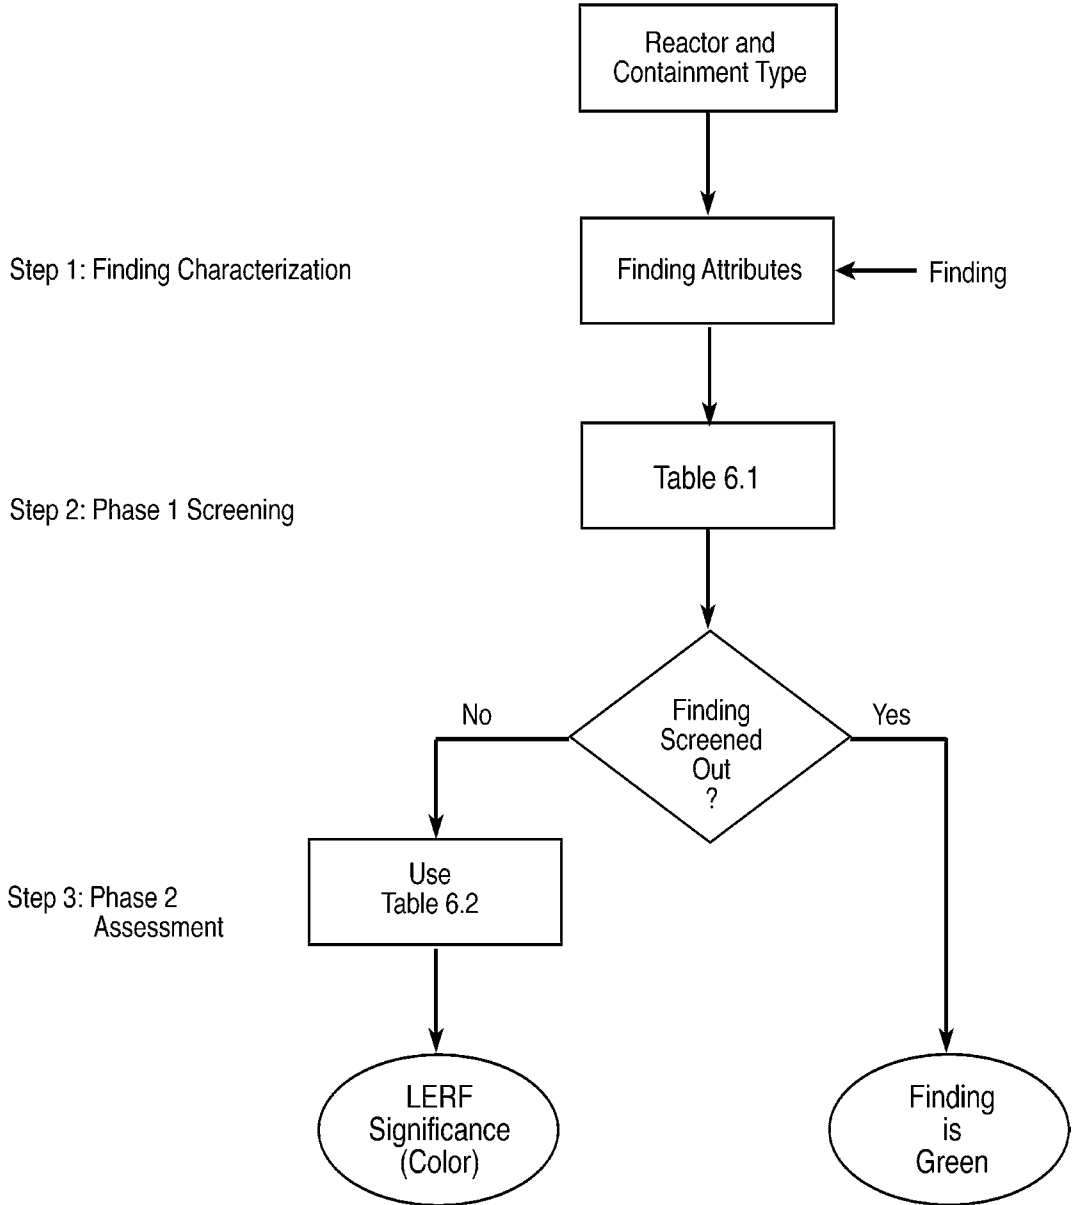 Reactor and
Containment Type
Step 1: Finding Characterization
Finding Attributes
Finding
Table 6.1
Step 2: Phase 1 Screening
No
Yes
Finding
Screened
Out
?
Use
Table 6.2
Step 3: Phase 2
Assessment
LERF
Significance
(Color)
Finding
is
Green